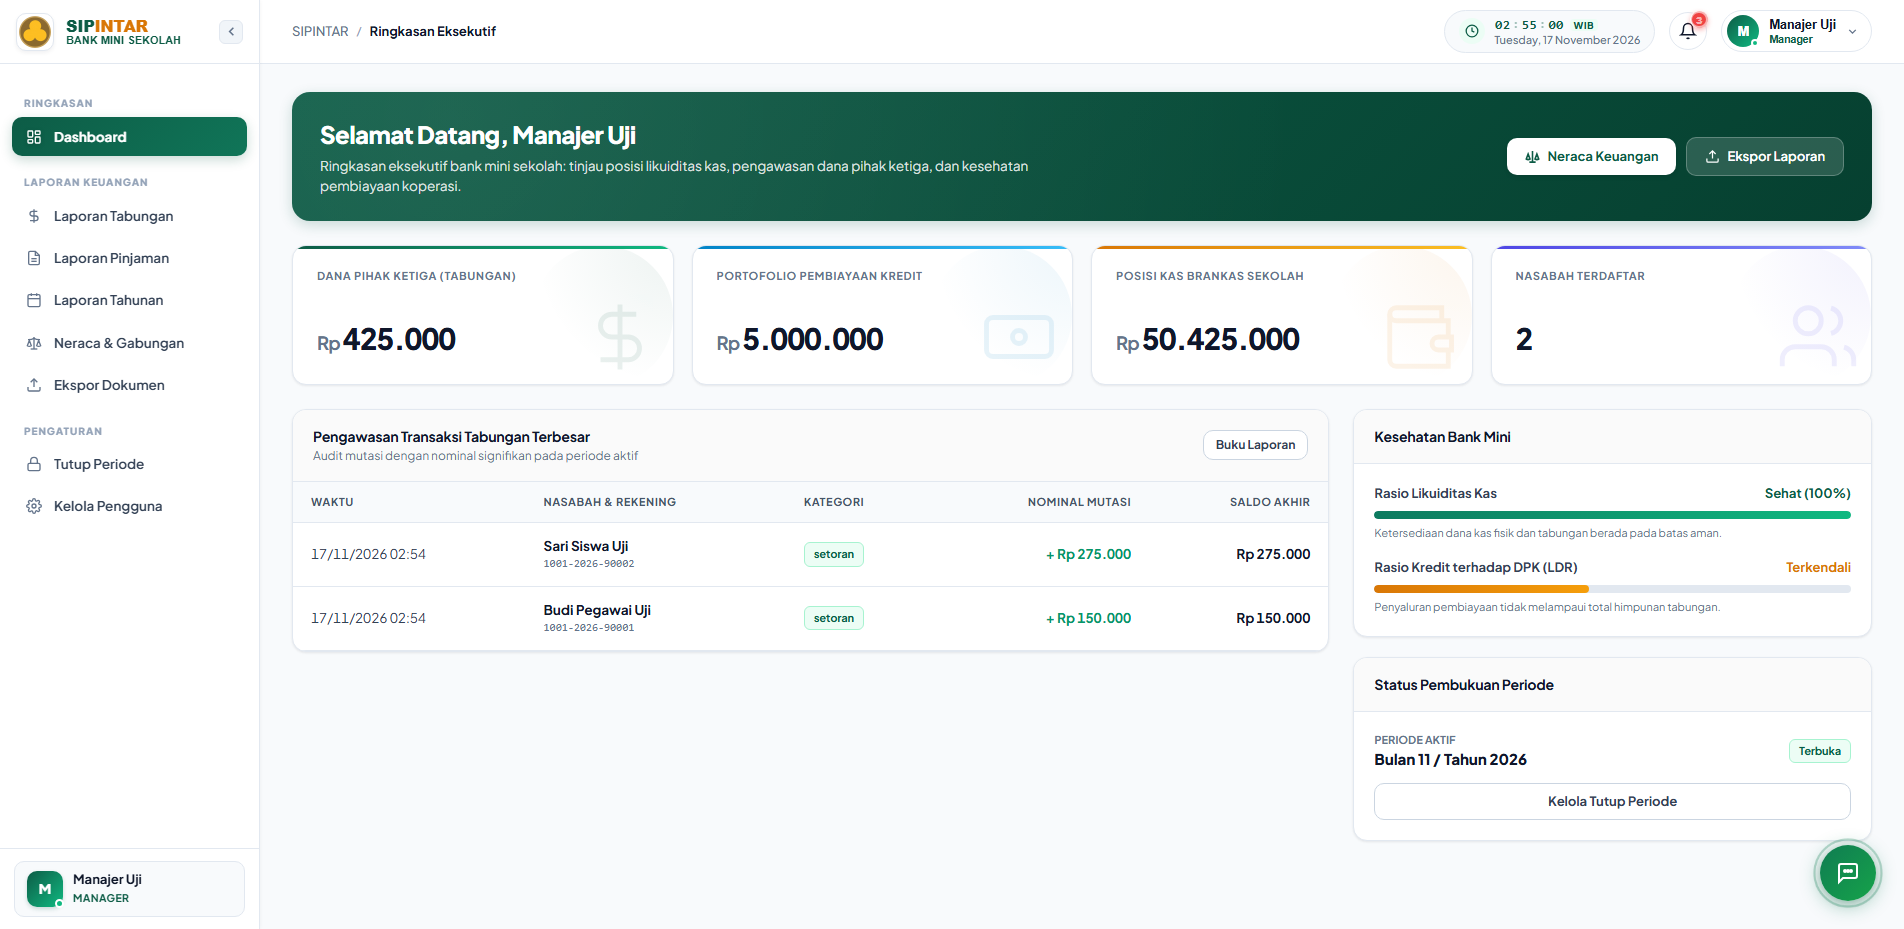 SIPINTAR
BANK MINI SEKOLAH
SIPINTAR / Ringkasan Eksekutif
02 : 55 : 00 WIB
Tuesday, 17 November 2026
3
M
Manajer Uji
Manager
RINGKASAN
Dashboard
LAPORAN KEUANGAN
Laporan Tabungan
Laporan Pinjaman
Laporan Tahunan
Neraca & Gabungan
Ekspor Dokumen
PENGATURAN
Tutup Periode
Kelola Pengguna
M
Manajer Uji
MANAGER
Selamat Datang, Manajer Uji
Ringkasan eksekutif bank mini sekolah: tinjau posisi likuiditas kas, pengawasan dana pihak ketiga, dan kesehatan
pembiayaan koperasi.
Neraca Keuangan
Ekspor Laporan
DANA PIHAK KETIGA (TABUNGAN)
Rp 425.000
PORTOFOLIO PEMBIAYAAN KREDIT
Rp 5.000.000
POSISI KAS BRANKAS SEKOLAH
Rp 50.425.000
NASABAH TERDAFTAR
2
Pengawasan Transaksi Tabungan Terbesar
Audit mutasi dengan nominal signifikan pada periode aktif
Buku Laporan
WAKTU NASABAH & REKENING KATEGORI NOMINAL MUTASI SALDO AKHIR
17/11/2026 02:54 Sari Siswa Uji setoran + Rp 275.000 Rp 275.000
1001-2026-90002
17/11/2026 02:54 Budi Pegawai Uji setoran + Rp 150.000 Rp 150.000
1001-2026-90001
Kesehatan Bank Mini
Rasio Likuiditas Kas Sehat (100%)
Ketersediaan dana kas fisik dan tabungan berada pada batas aman.
Rasio Kredit terhadap DPK (LDR) Terkendali
Penyaluran pembiayaan tidak melampaui total himpunan tabungan.
Status Pembukuan Periode
PERIODE AKTIF
Bulan 11 / Tahun 2026
Terbuka
Kelola Tutup Periode